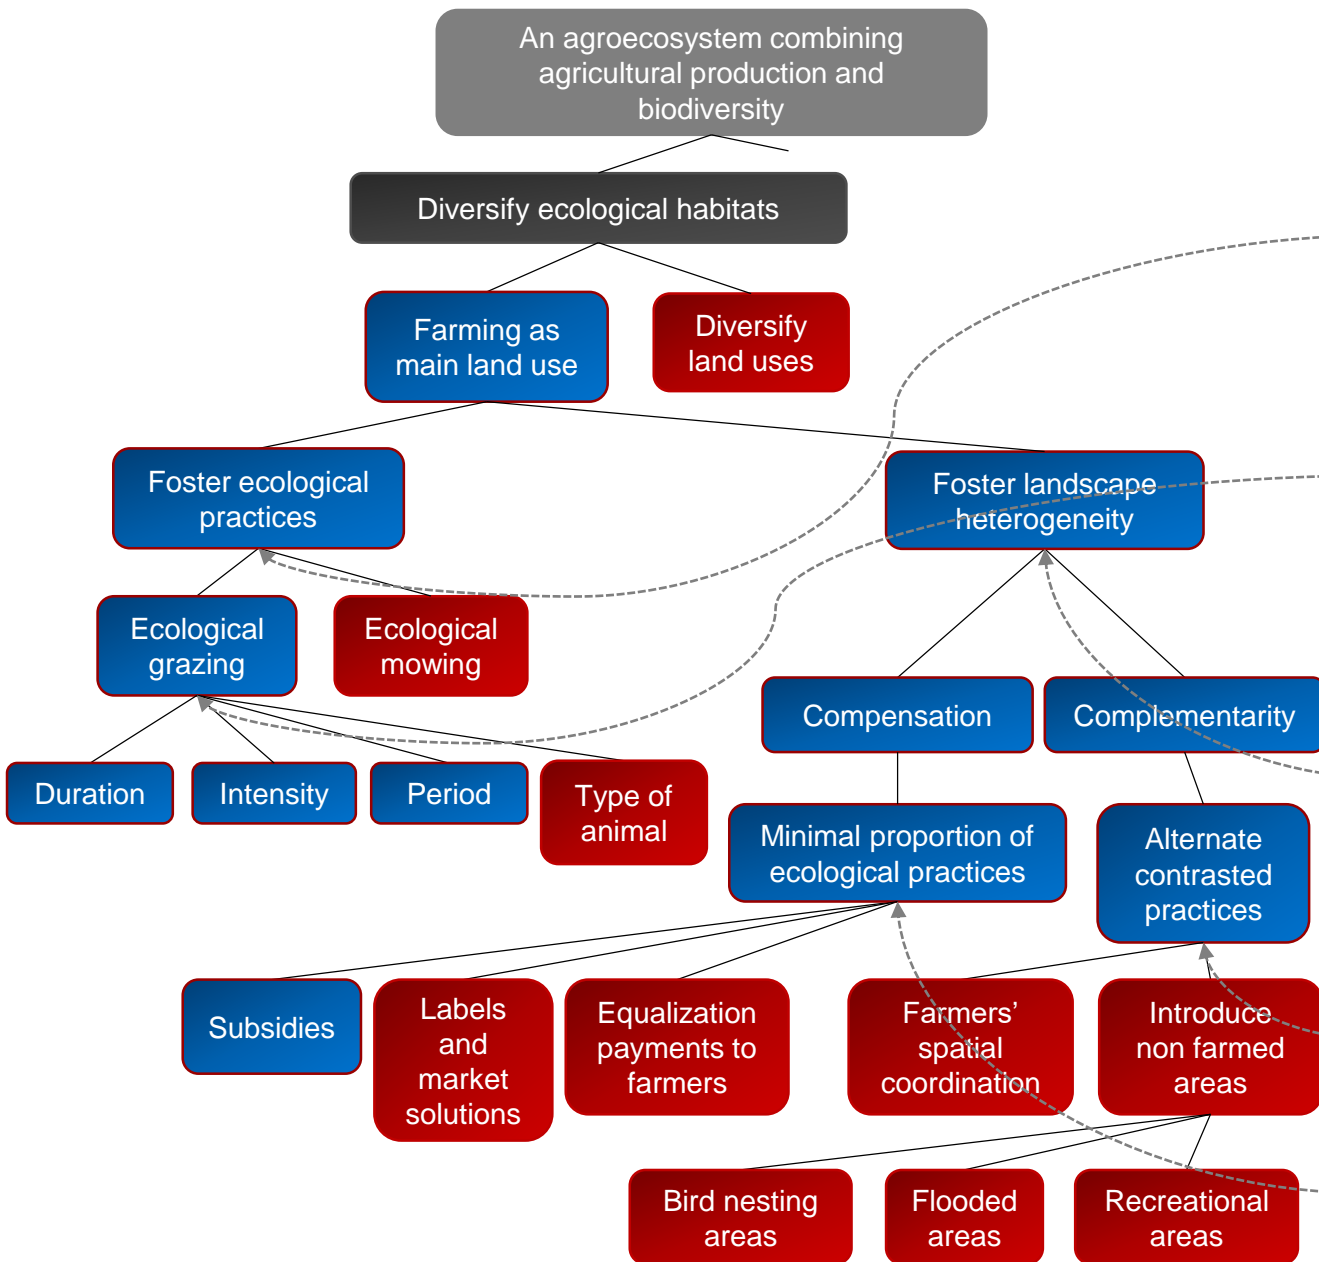 An agroecosystem combining
agricultural production and
biodiversity
Diversify ecological habitats
Farming as
main land use
Diversify
land uses
Foster ecological
practices
Foster landscape
heterogeneity
Ecological
grazing
Ecological
mowing
Compensation
Complementarity
Duration
Intensity
Period
Type of
animal
Minimal proportion of
ecological practices
Alternate
contrasted
practices
Subsidies
Labels
and
market
solutions
Equalization
payments to
farmers
Farmers’
spatial
coordination
Introduce
non farmed
areas
Bird nesting
areas
Flooded
areas
Recreational
areas